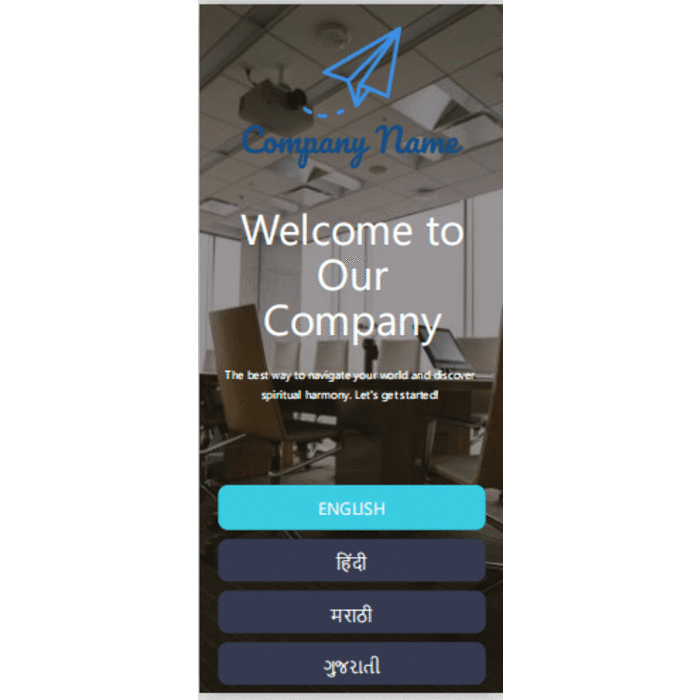 Company Name
Welcome to
Our
Company
The best way to navigate your world and discover
spiritual harmony. Let's get started!
ENGLISH
हिंदी
मराठी
ગુજરાતી